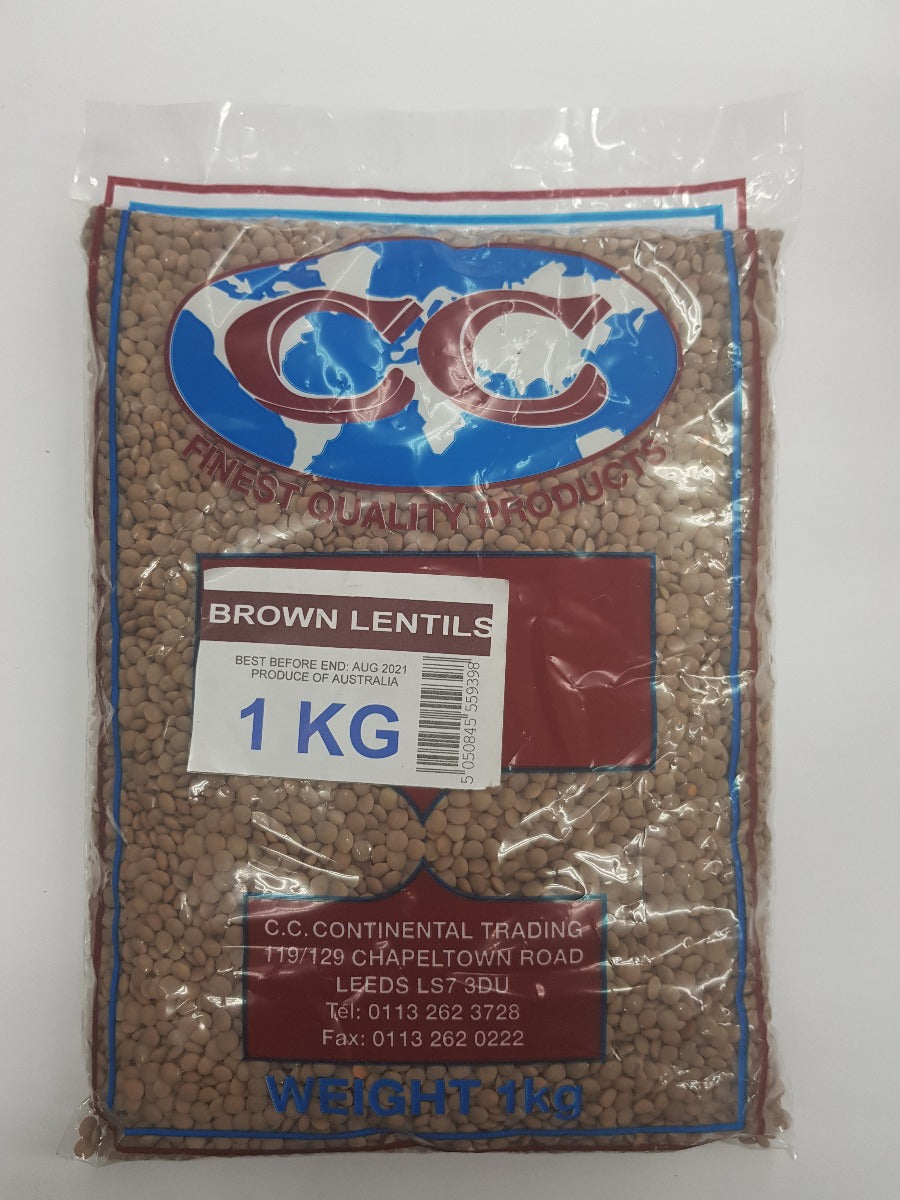 CC
FINEST QUALITY PRODUCTS
BROWN LENTILS
BEST BEFORE END: AUG 2021
PRODUCE OF AUSTRALIA
1 KG
5 050845 559398
C.C. CONTINENTAL TRADING
119/129 CHAPELTOWN ROAD
LEEDS LS7 3DU
Tel: 0113 262 3728
Fax: 0113 262 0222
WEIGHT 1kg